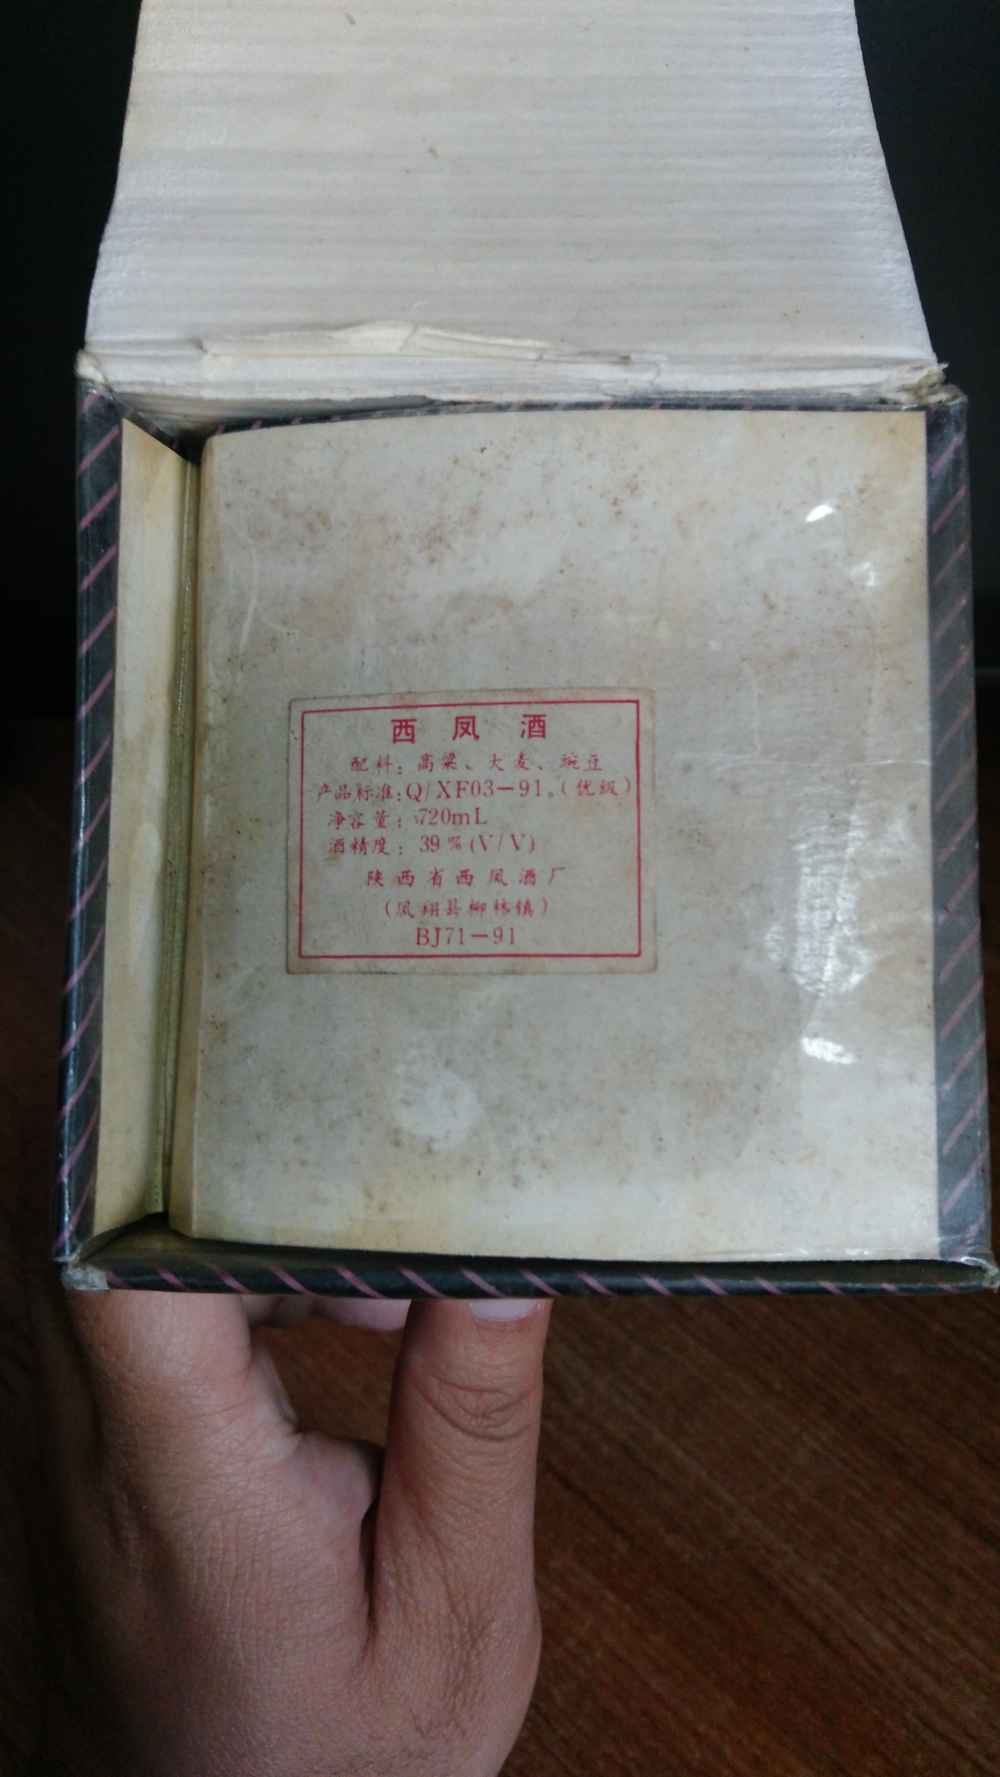 西凤酒
配料：高粱、大麦、豌豆
产品标准：Q/XF03－91。（优级）
净容量：720mL
酒精度：39％(V/V)
陕西省西凤酒厂
（凤翔县柳林镇）
BJ71－91